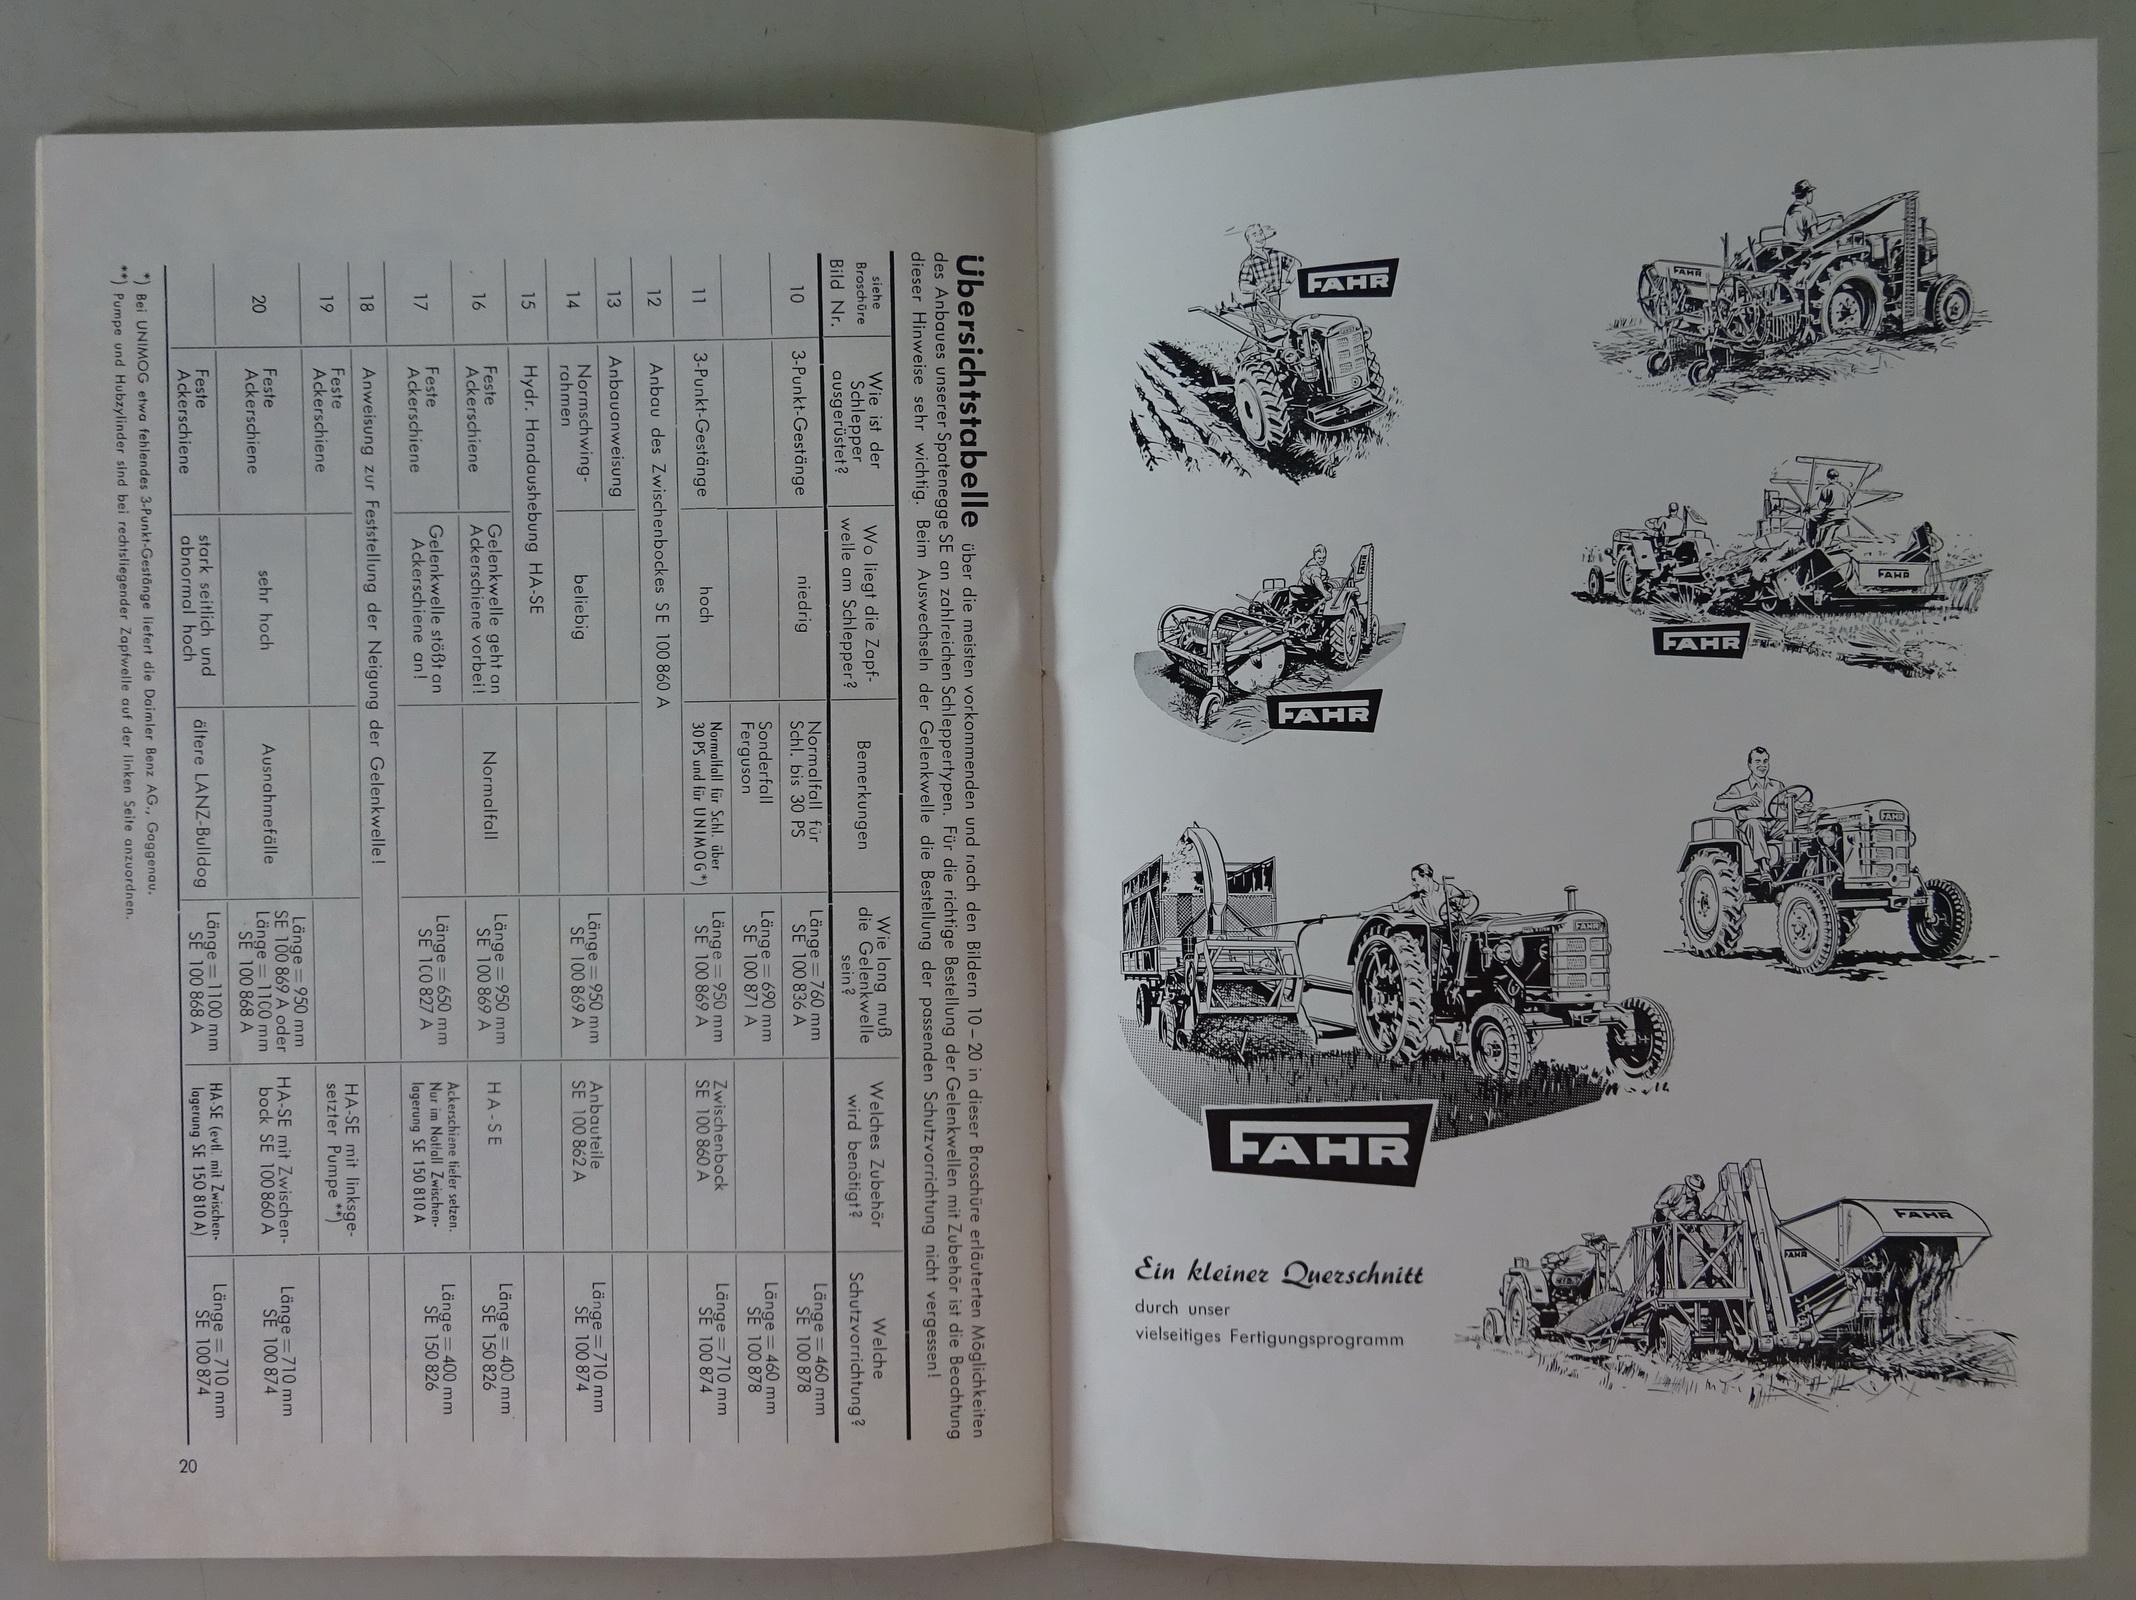 Übersichtstabelle über die meisten vorkommenden und nach den Bildern 10–20 in dieser Broschüre erläuterten Möglichkeiten
des Anbaues unserer Spatenegge SE an zahlreichen Schleppertypen. Für die richtige Bestellung der Gelenkwellen mit Zubehör ist die Beachtung
dieser Hinweise sehr wichtig. Beim Auswechseln der Gelenkwelle die Bestellung der passenden Schutzvorrichtung nicht vergessen!
siehe
Broschüre
Bild Nr.
Wie ist der
Schlepper
ausgerüstet?
Wo liegt die Zapf-
welle am Schlepper?
Bemerkungen
Wie lang muß
die Gelenkwelle
sein?
Welches Zubehör
wird benötigt?
Welche
Schutzvorrichtung?
10
3-Punkt-Gestänge
niedrig
Normalfall für
Schl. bis 30 PS
Länge = 760 mm
SE 100 836 A
Länge = 460 mm
SE 100 878
Sonderfall
Ferguson
Länge = 690 mm
SE 100 871 A
Länge = 460 mm
SE 100 878
11
3-Punkt-Gestänge
hoch
Normalfall für Schl. über
30 PS und für UNIMOG*)
Länge = 950 mm
SE 100 869 A
Zwischenbock
SE 100 860 A
Länge = 710 mm
SE 100 874
12
Anbau des Zwischenbockes SE 100 860 A
13
Anbauanweisung
14
Normschwing-
rahmen
beliebig
Länge = 950 mm
SE 100 869 A
Anbauteile
SE 100 862 A
Länge = 710 mm
SE 100 874
15
Hydr. Handaushebung HA-SE
16
Feste
Ackerschiene
Gelenkwelle geht an
Ackerschiene vorbei!
Normalfall
Länge = 950 mm
SE 100 869 A
HA-SE
Länge = 400 mm
SE 150 826
17
Feste
Ackerschiene
Gelenkwelle stößt an
Ackerschiene an!
Länge = 650 mm
SE 100 827 A
Ackerschiene tiefer setzen.
Nur im Notfall Zwischen-
lagerung SE 150 810 A
Länge = 400 mm
SE 150 826
18
Anweisung zur Feststellung der Neigung der Gelenkwelle!
19
Feste
Ackerschiene
HA-SE mit linksge-
setzter Pumpe **)
20
Feste
Ackerschiene
sehr hoch
Ausnahmefälle
Länge = 950 mm
SE 100 869 A oder
Länge = 1100 mm
SE 100 868 A
HA-SE mit Zwischen-
bock SE 100 860 A
Länge = 710 mm
SE 100 874
Feste
Ackerschiene
stark seitlich und
abnormal hoch
ältere LANZ-Bulldog
Länge = 1100 mm
SE 100 868 A
HA-SE (evtl. mit Zwischen-
lagerung SE 150 810 A)
Länge = 710 mm
SE 100 874
*) Bei UNIMOG etwa fehlendes 3-Punkt-Gestänge liefert die Daimler Benz AG., Gaggenau.
**) Pumpe und Hubzylinder sind bei rechtsliegender Zapfwelle auf der linken Seite anzuordnen.
20
FAHR
FAHR
FAHR
FAHR
FAHR
FAHR
FAHR
FAHR
FAHR
FAHR
FAHR
Ein kleiner Querschnitt
durch unser
vielseitiges Fertigungsprogramm